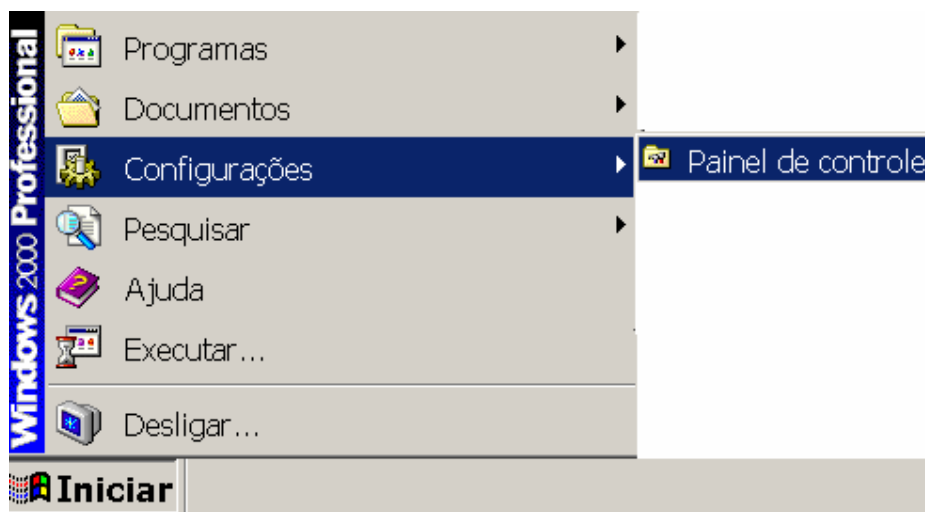 Windows 2000 Professional
Programas
Documentos
Configurações
Painel de controle
Pesquisar
Ajuda
Executar...
Desligar...
Iniciar